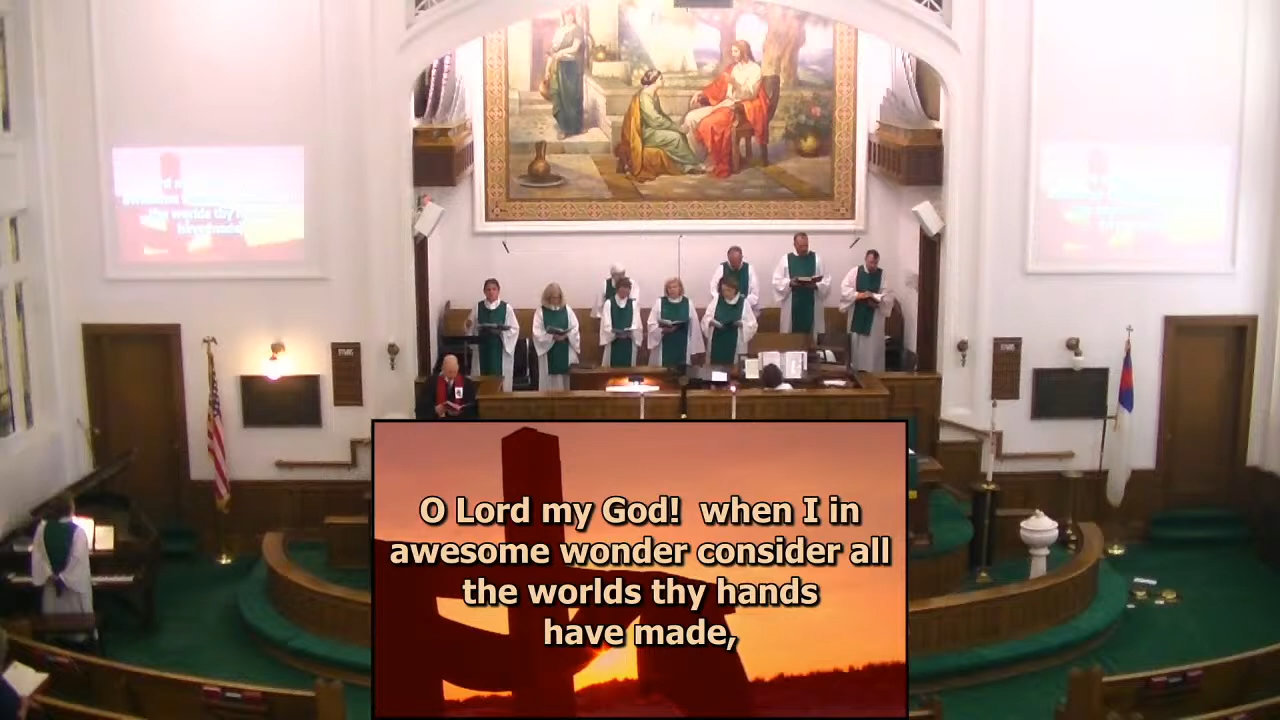 O Lord my God!  when I in
awesome wonder consider all
the worlds thy hands
have made,